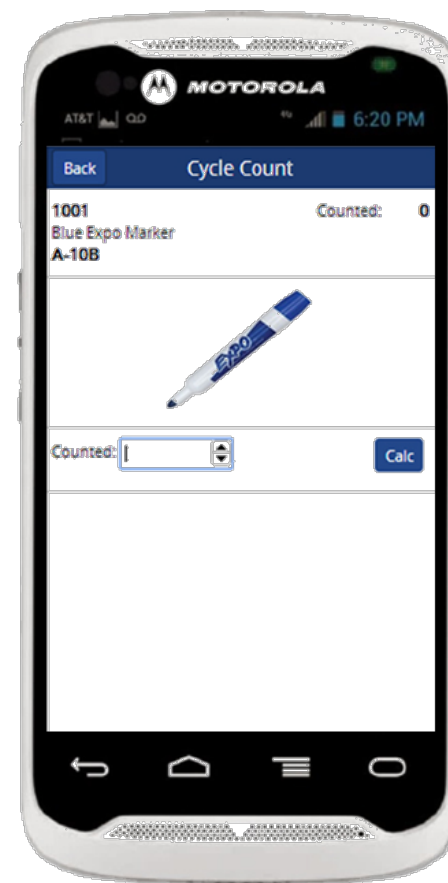 MOTOROLA
AT&T 6:20 PM
Back Cycle Count
1001 Counted: 0
Blue Expo Marker
A-10B
EXPO
Counted: Calc